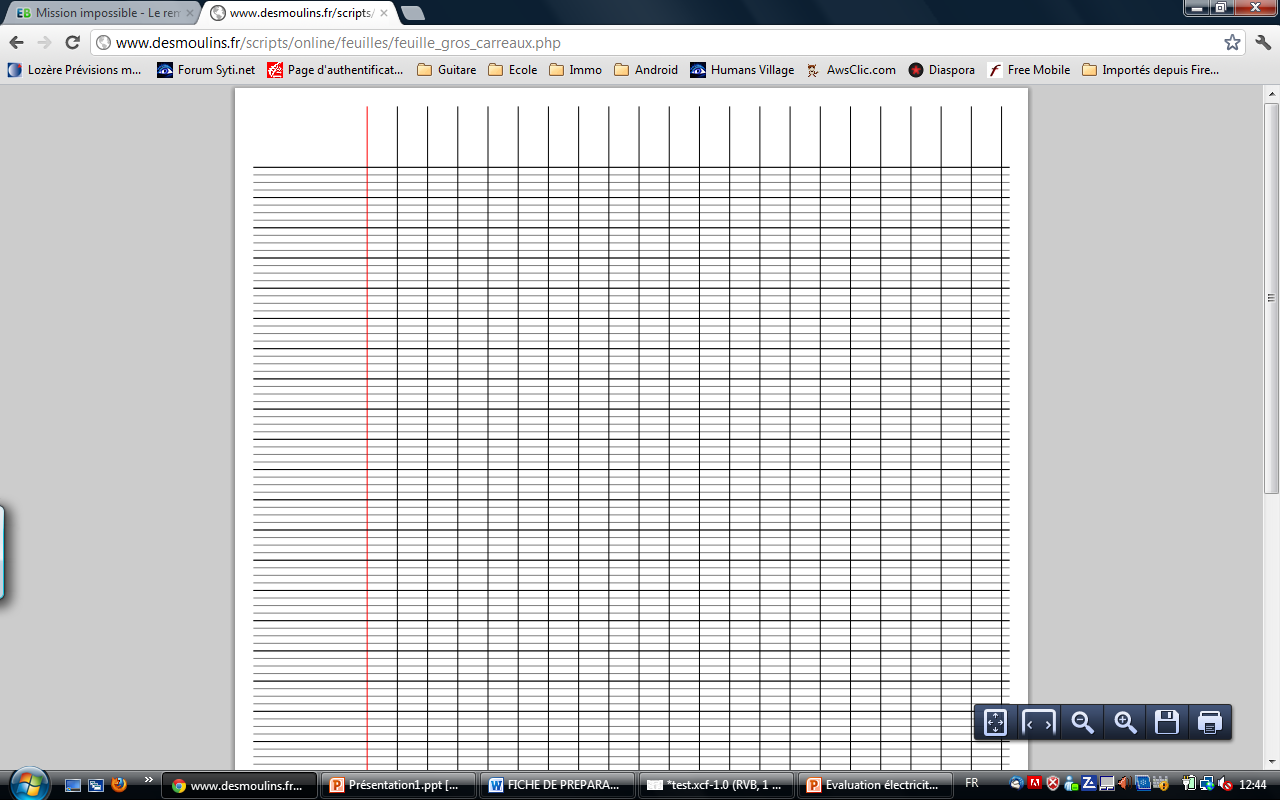 Mission impossible - Le ren
www.desmoulins.fr/scripts/
www.desmoulins.fr/scripts/online/feuilles/feuille_gros_carreaux.php
Lozère Prévisions m... Forum Syti.net Page d'authentificat... Guitare Ecole Immo Android Humans Village AwsClic.com Diaspora Free Mobile Importés depuis Fire...
www.desmoulins.fr... Présentation1.ppt [... FICHE DE PREPARA... *test.xcf-1.0 (RVB, 1 ... Evaluation électricit... FR 12:44